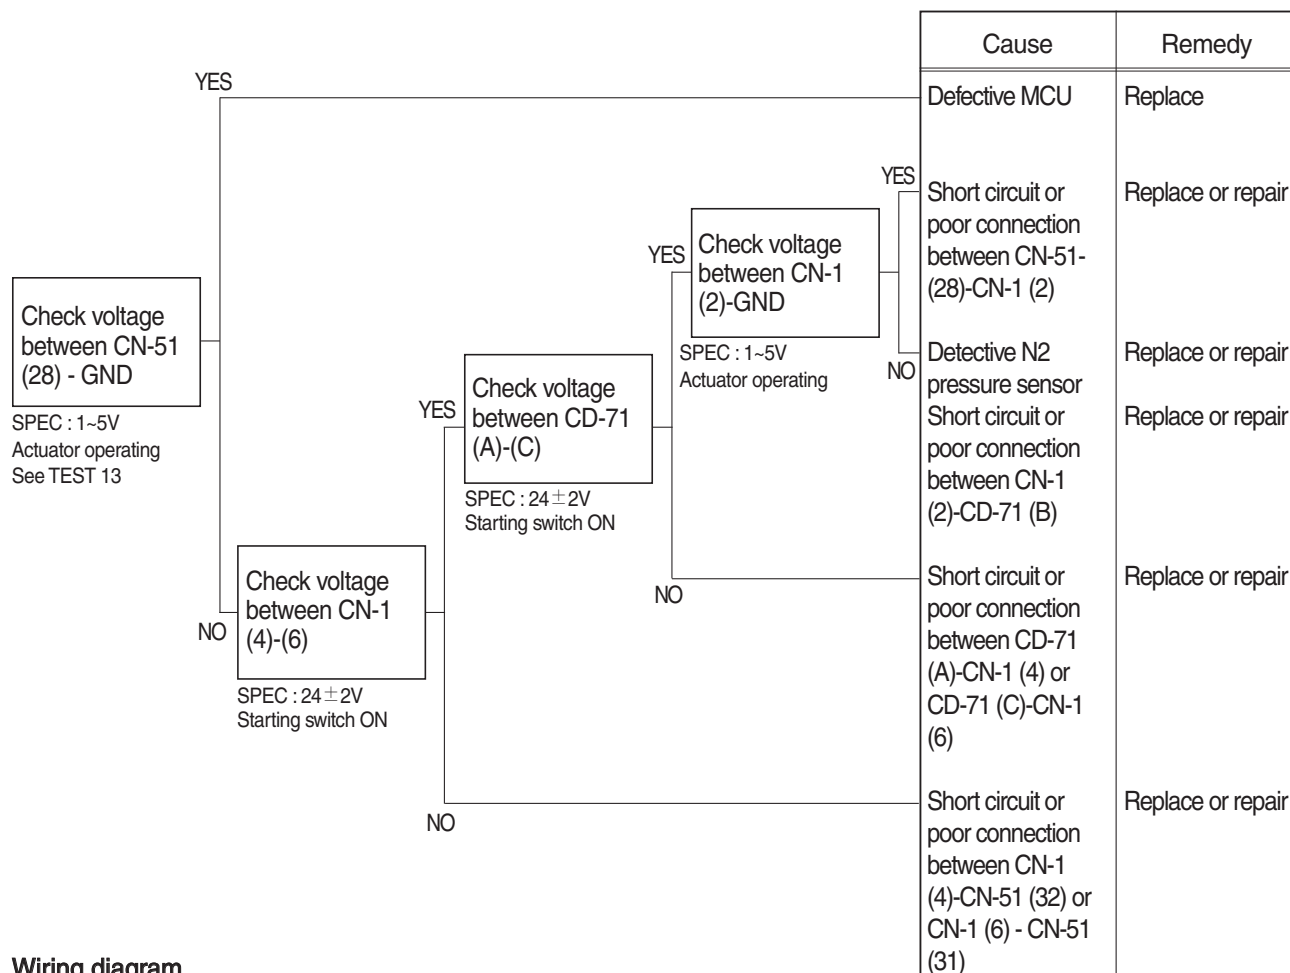 Cause
Remedy
YES
Defective MCU
Replace
YES
Short circuit or
poor connection
between CN-51-
(28)-CN-1 (2)
Replace or repair
YES
Check voltage
between CN-1
(2)-GND
SPEC : 1~5V
Actuator operating
NO
Detective N2
pressure sensor
Replace or repair
Short circuit or
poor connection
between CN-1
(2)-CD-71 (B)
Replace or repair
Check voltage
between CN-51
(28) - GND
SPEC : 1~5V
Actuator operating
See TEST 13
YES
Check voltage
between CD-71
(A)-(C)
SPEC : 24±2V
Starting switch ON
NO
Short circuit or
poor connection
between CD-71
(A)-CN-1 (4) or
CD-71 (C)-CN-1
(6)
Replace or repair
NO
Check voltage
between CN-1
(4)-(6)
SPEC : 24±2V
Starting switch ON
NO
Short circuit or
poor connection
between CN-1
(4)-CN-51 (32) or
CN-1 (6) - CN-51
(31)
Replace or repair
Wiring diagram